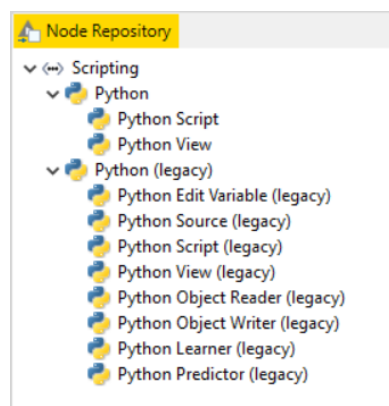 Node Repository
Scripting
Python
Python Script
Python View
Python (legacy)
Python Edit Variable (legacy)
Python Source (legacy)
Python Script (legacy)
Python View (legacy)
Python Object Reader (legacy)
Python Object Writer (legacy)
Python Learner (legacy)
Python Predictor (legacy)